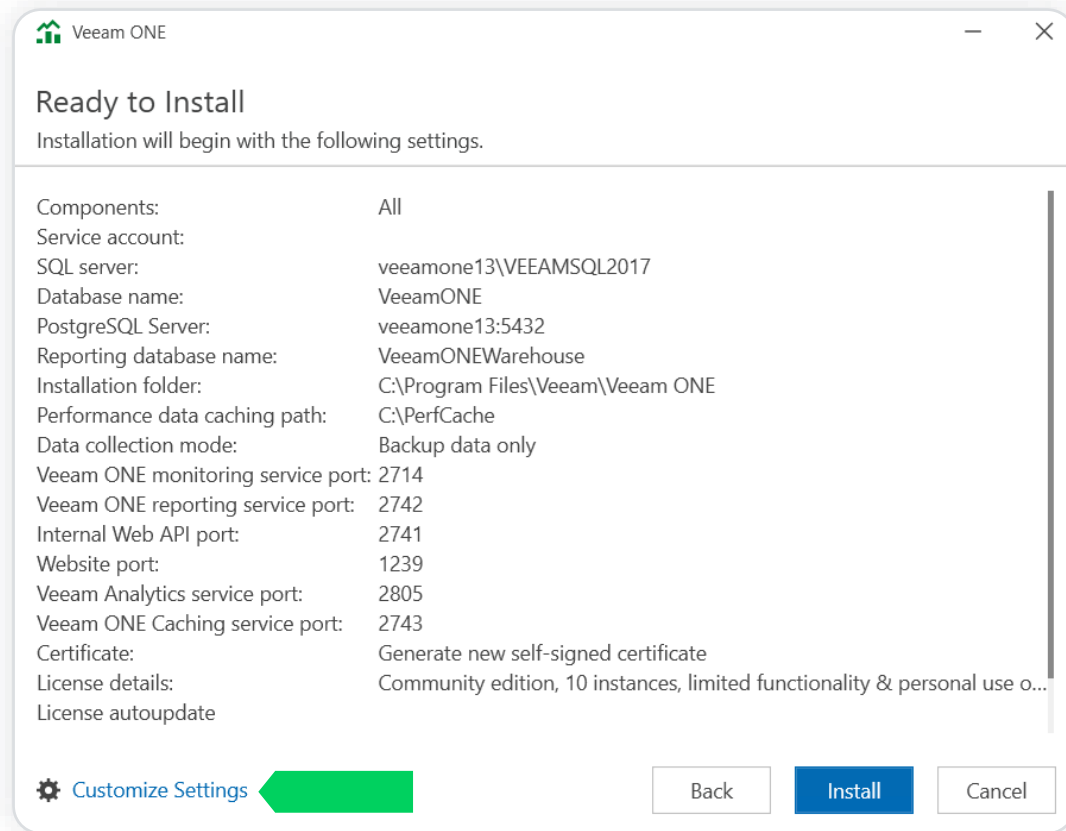 Veeam ONE
Ready to Install
Installation will begin with the following settings.
Components: All
Service account:
SQL server: veeamone13\VEEAMSQL2017
Database name: VeeamONE
PostgreSQL Server: veeamone13:5432
Reporting database name: VeeamONEWarehouse
Installation folder: C:\Program Files\Veeam\Veeam ONE
Performance data caching path: C:\PerfCache
Data collection mode: Backup data only
Veeam ONE monitoring service port: 2714
Veeam ONE reporting service port: 2742
Internal Web API port: 2741
Website port: 1239
Veeam Analytics service port: 2805
Veeam ONE Caching service port: 2743
Certificate: Generate new self-signed certificate
License details: Community edition, 10 instances, limited functionality & personal use o...
License autoupdate
Customize Settings Back Install Cancel